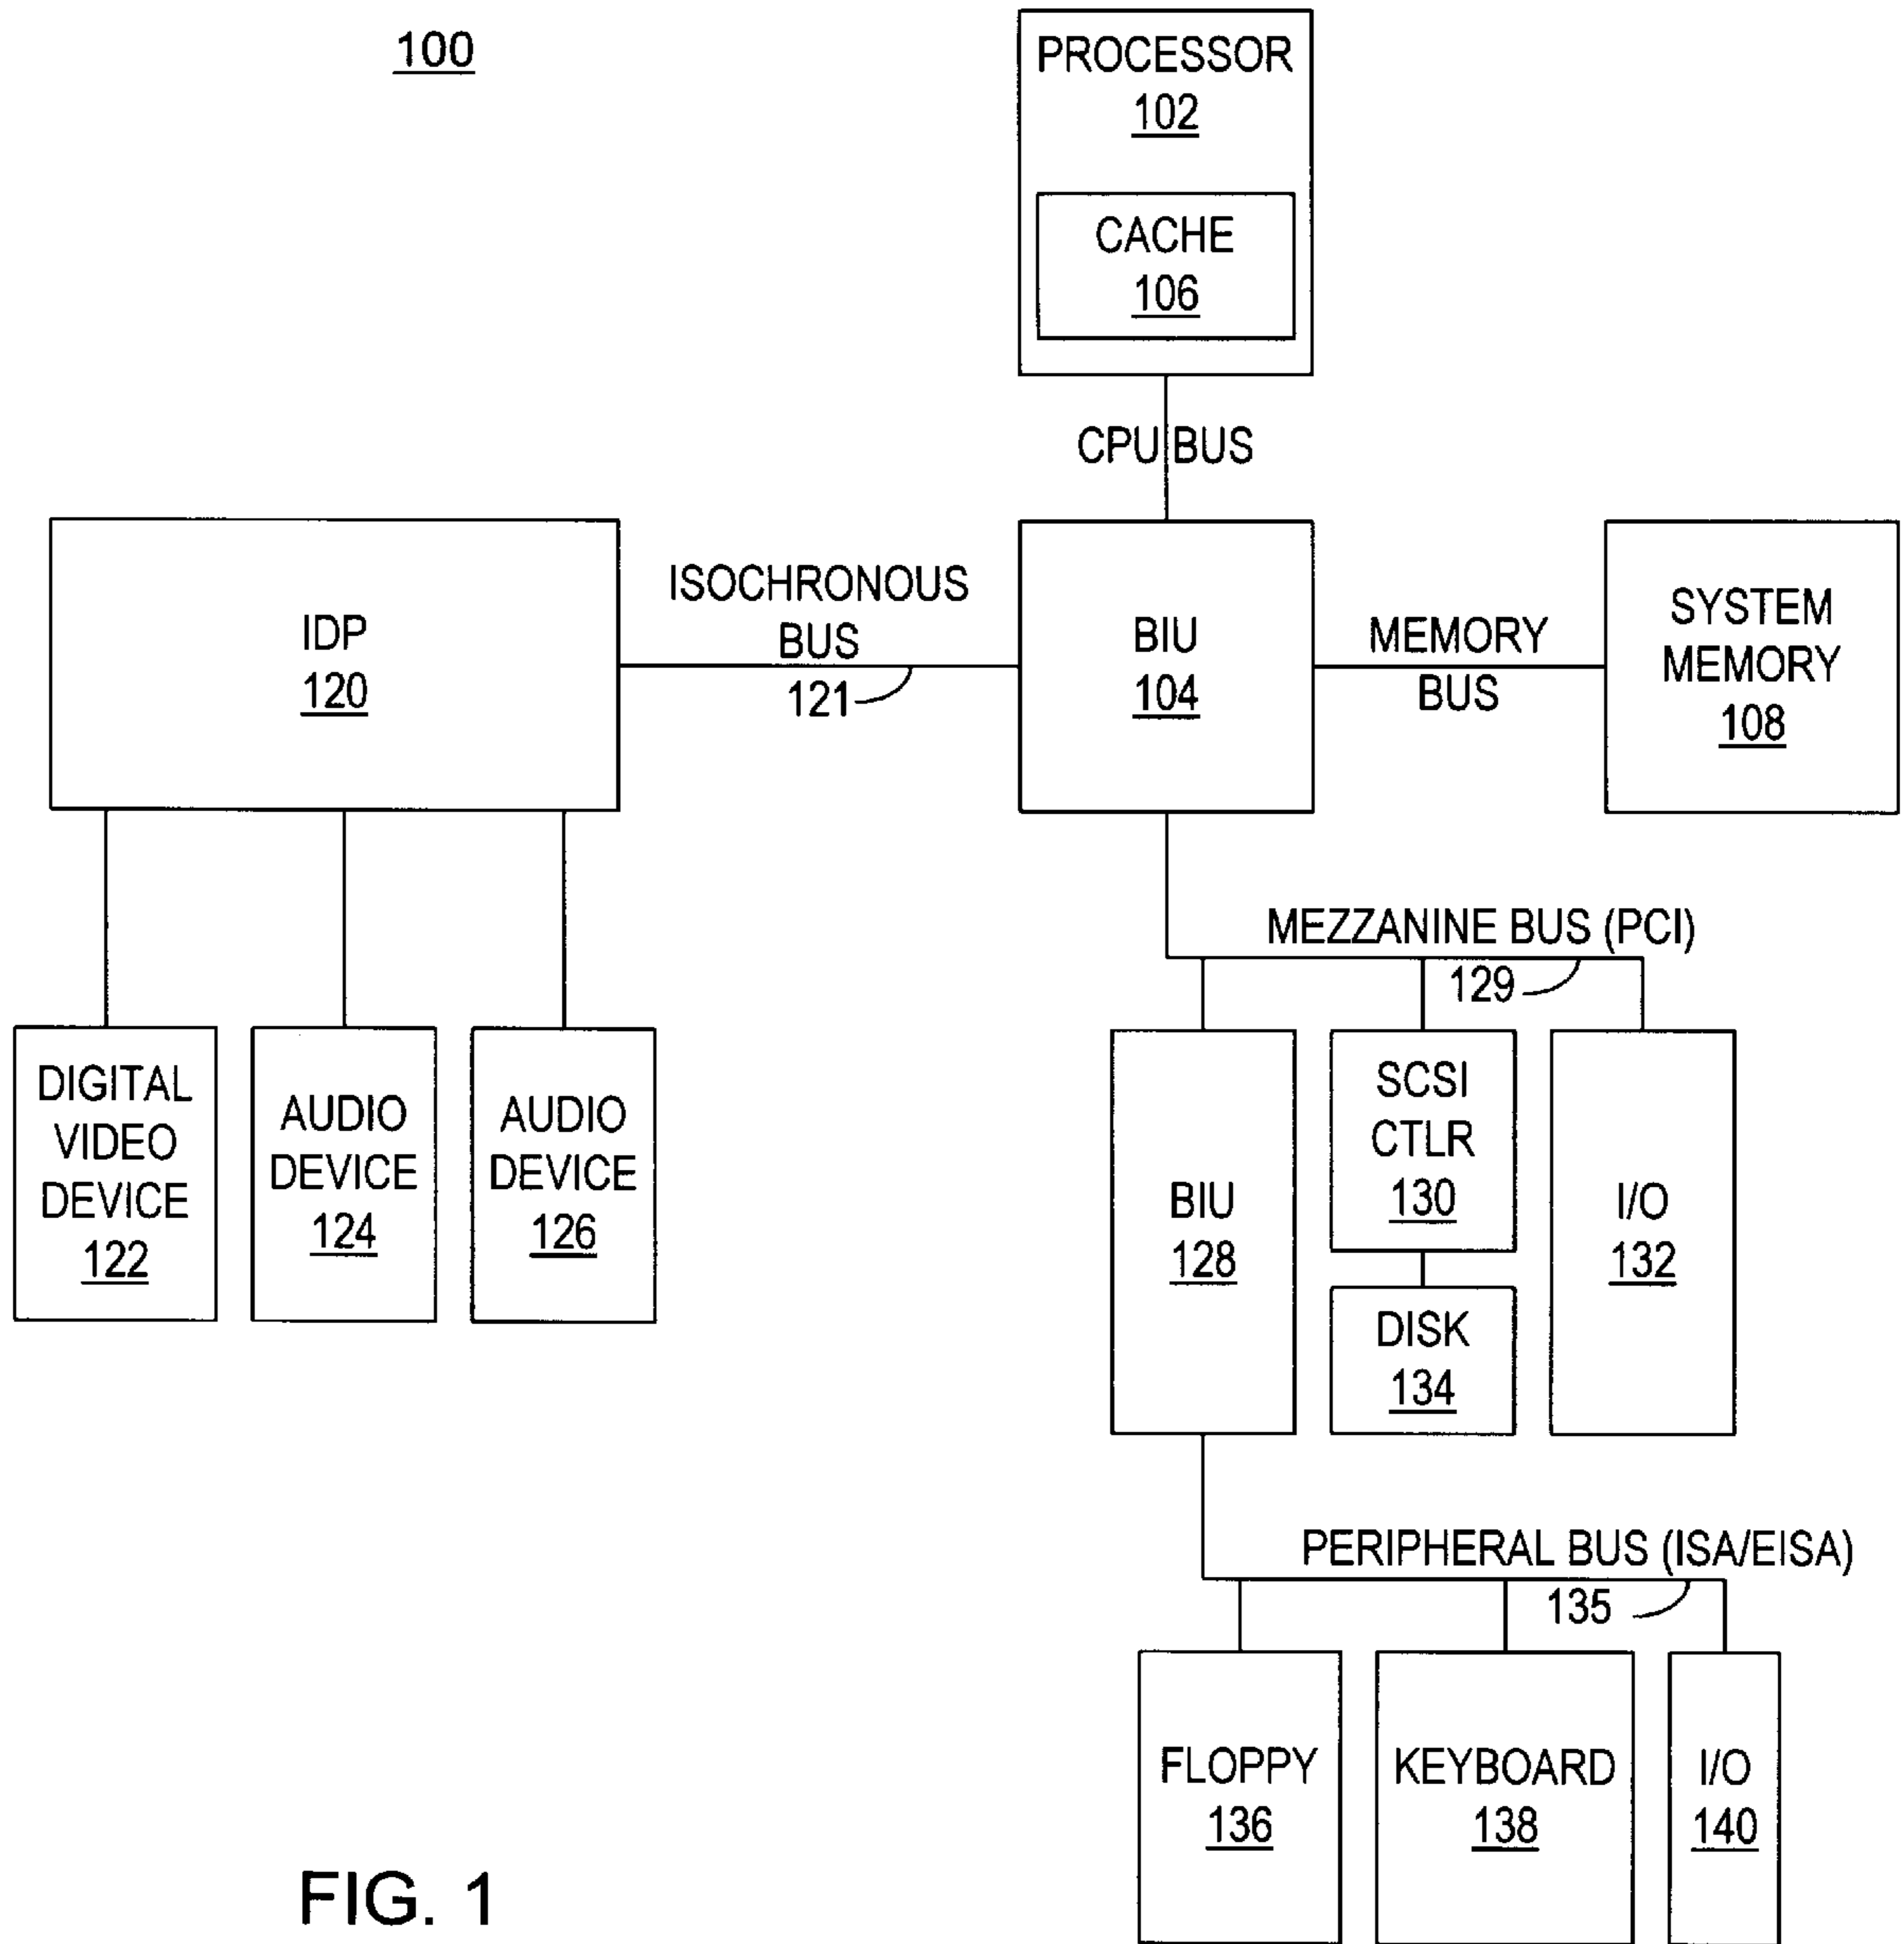 100
PROCESSOR
102
CACHE
106
CPU BUS
IDP
120
ISOCHRONOUS
BUS
121
BIU
104
MEMORY
BUS
SYSTEM
MEMORY
108
MEZZANINE BUS (PCI)
129
DIGITAL
VIDEO
DEVICE
122
AUDIO
DEVICE
124
AUDIO
DEVICE
126
BIU
128
SCSI
CTLR
130
DISK
134
I/O
132
PERIPHERAL BUS (ISA/EISA)
135
FLOPPY
136
KEYBOARD
138
I/O
140
FIG. 1